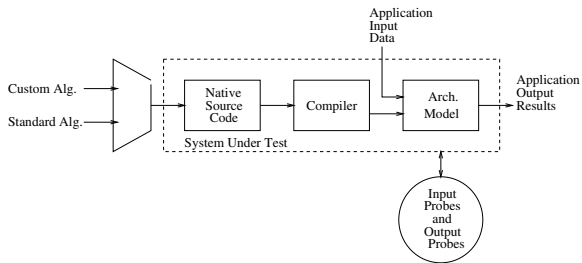 Application
Input
Data
Custom Alg.
Standard Alg.
Native
Source
Code
Compiler
Arch.
Model
Application
Output
Results
System Under Test
Input
Probes
and
Output
Probes